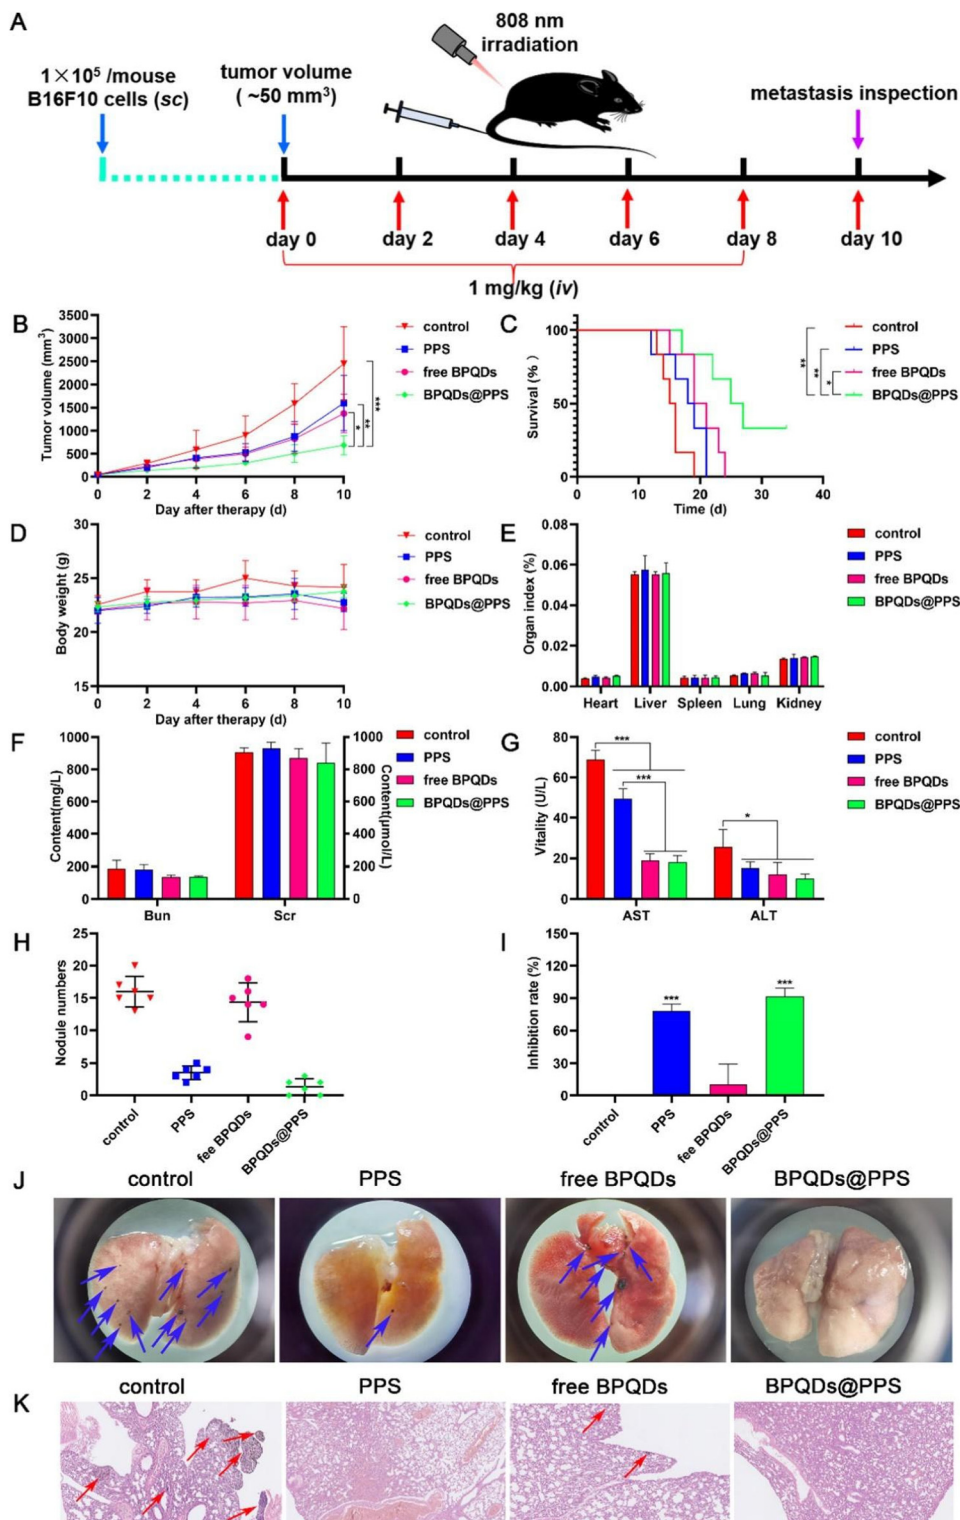 A
808 nm
irradiation
1×10⁵ /mouse
B16F10 cells (sc)
tumor volume
( ~50 mm³)
metastasis inspection
day 0
day 2
day 4
day 6
day 8
day 10
1 mg/kg (iv)
B
Tumor volume (mm³)
3500
3000
2500
2000
1500
1000
500
0
0 2 4 6 8 10
Day after therapy (d)
control
PPS
free BPQDs
BPQDs@PPS
*
**
***
C
Survival (% )
100
50
0
0 10 20 30 40
Time (d)
control
PPS
free BPQDs
BPQDs@PPS
**
**
*
D
Body weight (g)
30
25
20
15
0 2 4 6 8 10
Day after therapy (d)
control
PPS
free BPQDs
BPQDs@PPS
E
Organ index (%)
0.08
0.06
0.04
0.02
0.00
Heart Liver Spleen Lung Kidney
control
PPS
free BPQDs
BPQDs@PPS
F
Content(mg/L)
1000
800
600
400
200
0
Bun Scr
1000
800
600
400
200
0
Content(μmol/L)
control
PPS
free BPQDs
BPQDs@PPS
G
Vitality (U/L)
80
60
40
20
0
***
***
*
AST ALT
control
PPS
free BPQDs
BPQDs@PPS
H
Nodule numbers
25
20
15
10
5
0
control
PPS
fee BPQDs
BPQDs@PPS
I
Inhibition rate (%)
150
120
90
60
30
0
***
***
control
PPS
fee BPQDs
BPQDs@PPS
J
control PPS free BPQDs BPQDs@PPS
K
control PPS free BPQDs BPQDs@PPS